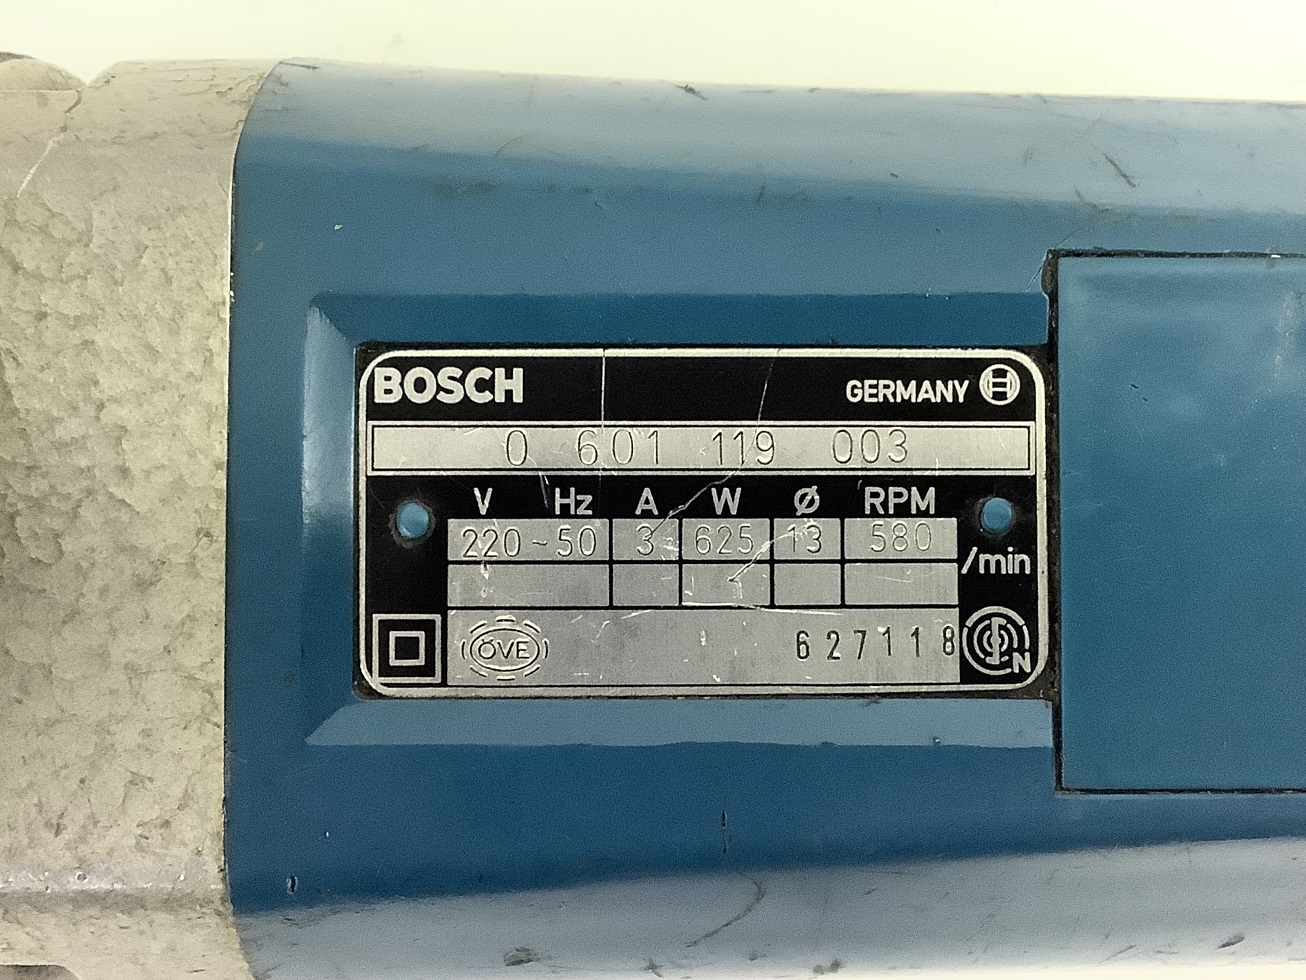 BOSCH GERMANY
0 601 119 003
V Hz A W Ø RPM
220 ~ 50 3 625 13 580
/min
ÖVE 627118 N